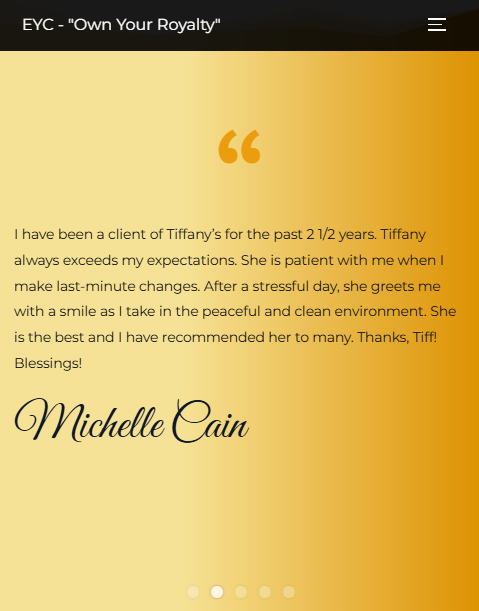 EYC - "Own Your Royalty"
“
I have been a client of Tiffany’s for the past 2 1/2 years. Tiffany
always exceeds my expectations. She is patient with me when I
make last-minute changes. After a stressful day, she greets me
with a smile as I take in the peaceful and clean environment. She
is the best and I have recommended her to many. Thanks, Tiff!
Blessings!
Michelle Cain